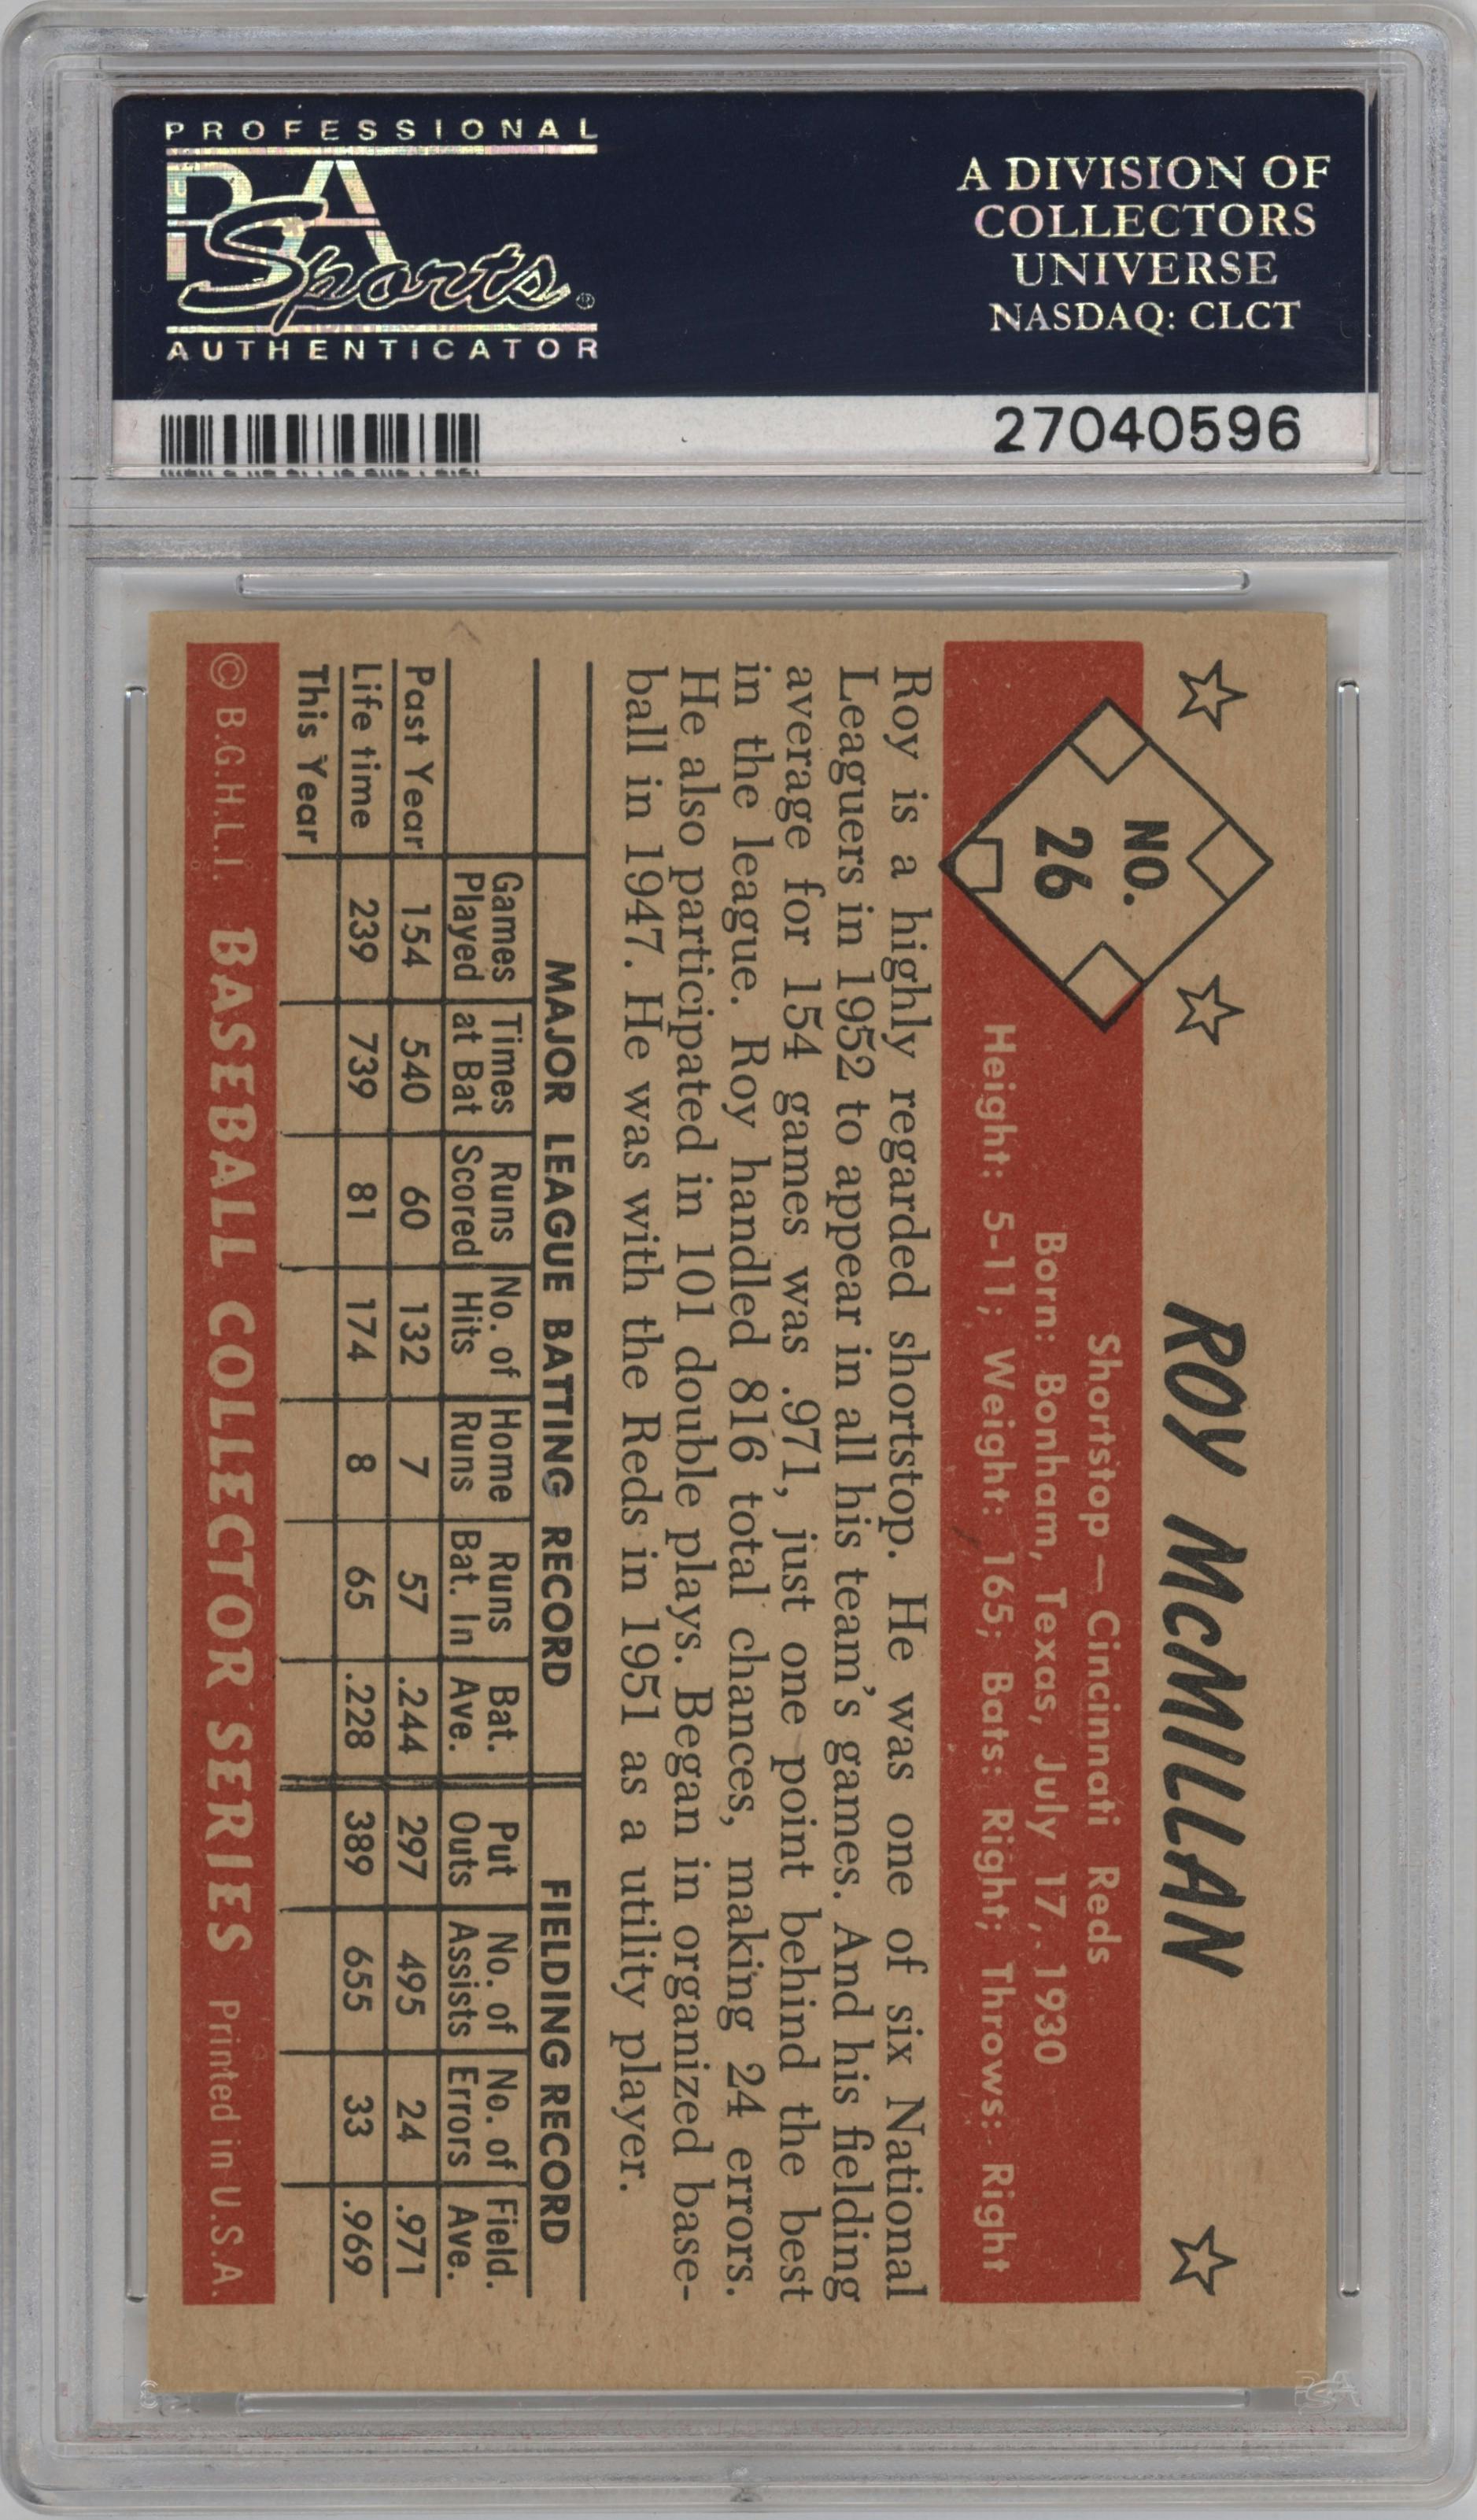 PROFESSIONAL
PSA
Sports
AUTHENTICATOR
A DIVISION OF
COLLECTORS
UNIVERSE
NASDAQ: CLCT
27040596
ROY McMILLAN
NO.
26
Shortstop — Cincinnati Reds
Born: Bonham, Texas, July 17, 1930
Height: 5-11; Weight: 165; Bats: Right; Throws: Right
Roy is a highly regarded shortstop. He was one of six National
Leaguers in 1952 to appear in all his team's games. And his fielding
average for 154 games was .971, just one point behind the best
in the league. Roy handled 816 total chances, making 24 errors.
He also participated in 101 double plays. Began in organized base-
ball in 1947. He was with the Reds in 1951 as a utility player.
MAJOR LEAGUE BATTING RECORD FIELDING RECORD
Games Times Runs No. of Home Runs Bat. Put No. of No. of Field.
Played at Bat Scored Hits Runs Bat. In Ave. Outs Assists Errors Ave.
Past Year 154 540 60 132 7 57 .244 297 495 24 .971
Life time 239 739 81 174 8 65 .228 389 655 33 .969
This Year
© B.G.H.L.I. BASEBALL COLLECTOR SERIES Printed in U.S.A.
PSA